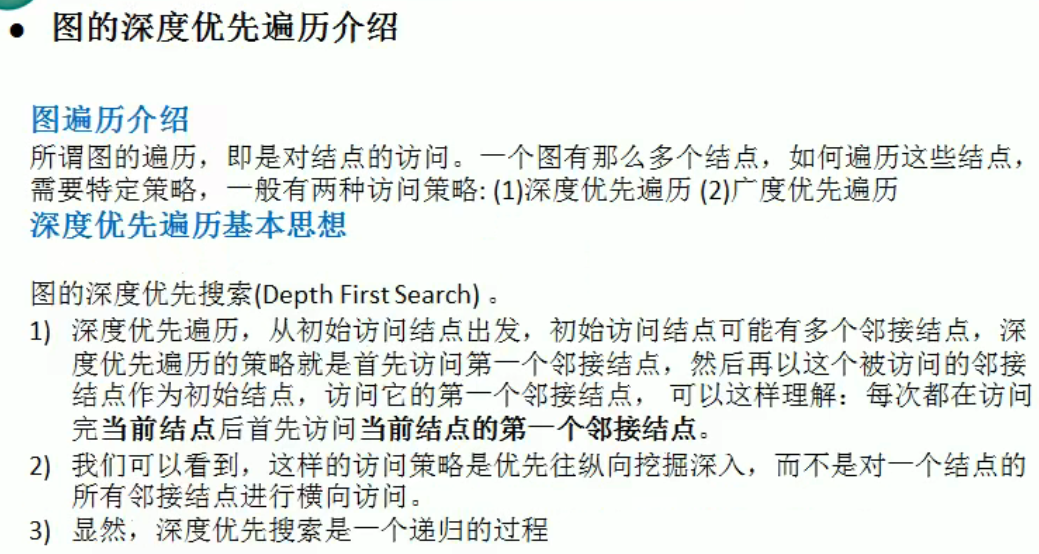 ● 图的深度优先遍历介绍
图遍历介绍
所谓图的遍历，即是对结点的访问。一个图有那么多个结点，如何遍历这些结点，
需要特定策略，一般有两种访问策略: (1)深度优先遍历 (2)广度优先遍历
深度优先遍历基本思想
图的深度优先搜索(Depth First Search) 。
1) 深度优先遍历，从初始访问结点出发，初始访问结点可能有多个邻接结点，深
度优先遍历的策略就是首先访问第一个邻接结点，然后再以这个被访问的邻接
结点作为初始结点，访问它的第一个邻接结点， 可以这样理解：每次都在访问
完当前结点后首先访问当前结点的第一个邻接结点。
2) 我们可以看到，这样的访问策略是优先往纵向挖掘深入，而不是对一个结点的
所有邻接结点进行横向访问。
3) 显然，深度优先搜索是一个递归的过程